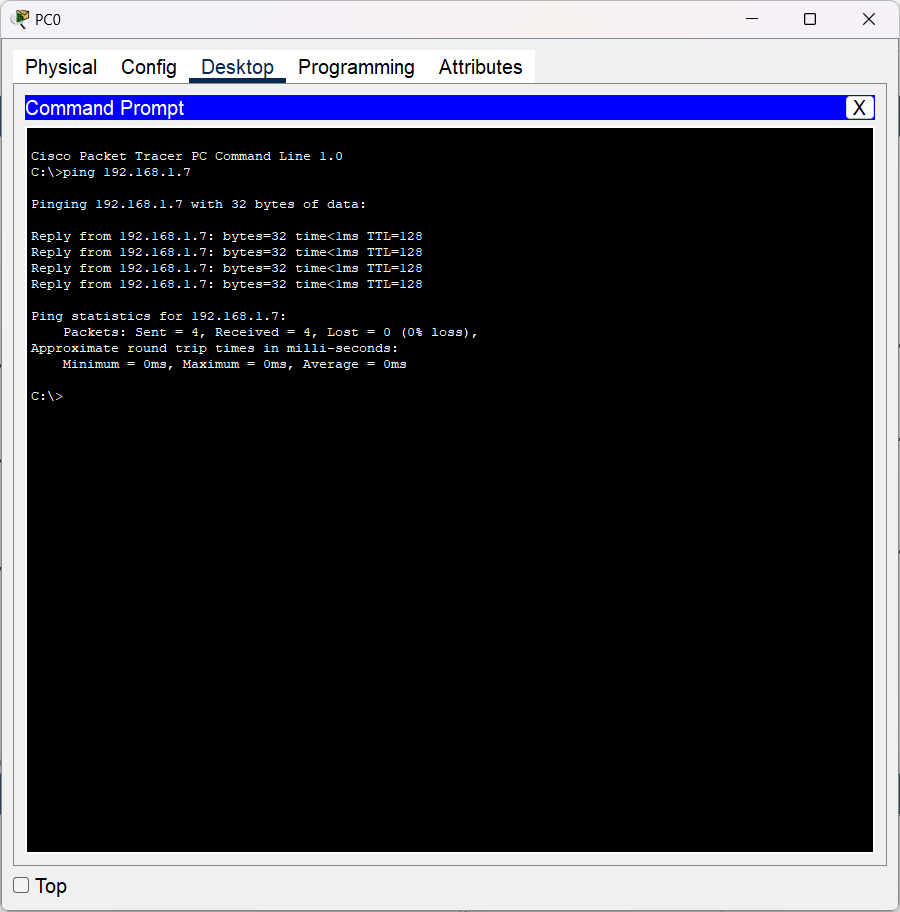 PC0
Physical Config Desktop Programming Attributes
Command Prompt X
Cisco Packet Tracer PC Command Line 1.0
C:\>ping 192.168.1.7
Pinging 192.168.1.7 with 32 bytes of data:
Reply from 192.168.1.7: bytes=32 time<1ms TTL=128
Reply from 192.168.1.7: bytes=32 time<1ms TTL=128
Reply from 192.168.1.7: bytes=32 time<1ms TTL=128
Reply from 192.168.1.7: bytes=32 time<1ms TTL=128
Ping statistics for 192.168.1.7:
Packets: Sent = 4, Received = 4, Lost = 0 (0% loss),
Approximate round trip times in milli-seconds:
Minimum = 0ms, Maximum = 0ms, Average = 0ms
C:\>
Top